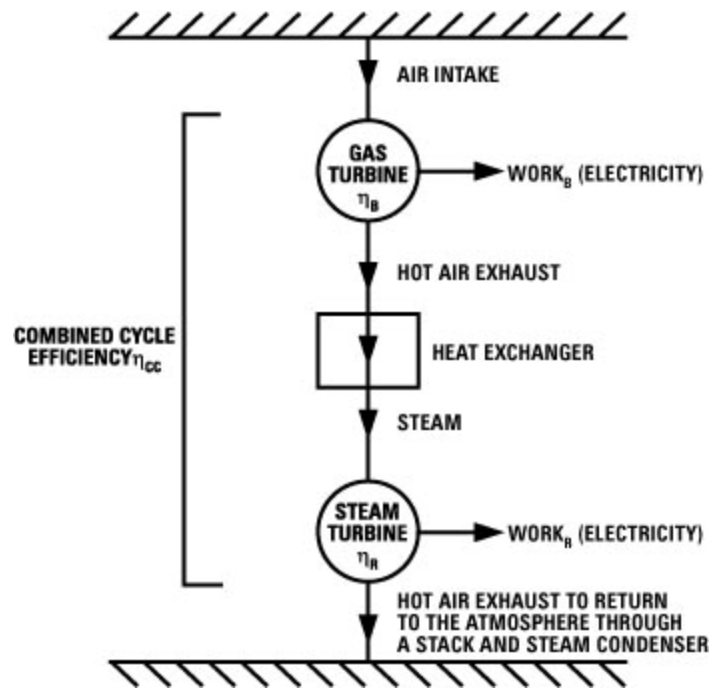 AIR INTAKE
GAS
TURBINE
ηB
WORKB (ELECTRICITY)
HOT AIR EXHAUST
COMBINED CYCLE
EFFICIENCYηCC
HEAT EXCHANGER
STEAM
STEAM
TURBINE
ηR
WORKR (ELECTRICITY)
HOT AIR EXHAUST TO RETURN
TO THE ATMOSPHERE THROUGH
A STACK AND STEAM CONDENSER